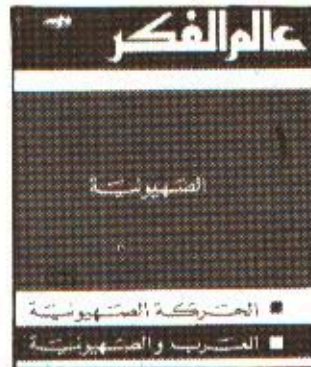 عالم الفكر
الصهيونية
■ الحركة الصهيونية
■ العرب والصهيونية